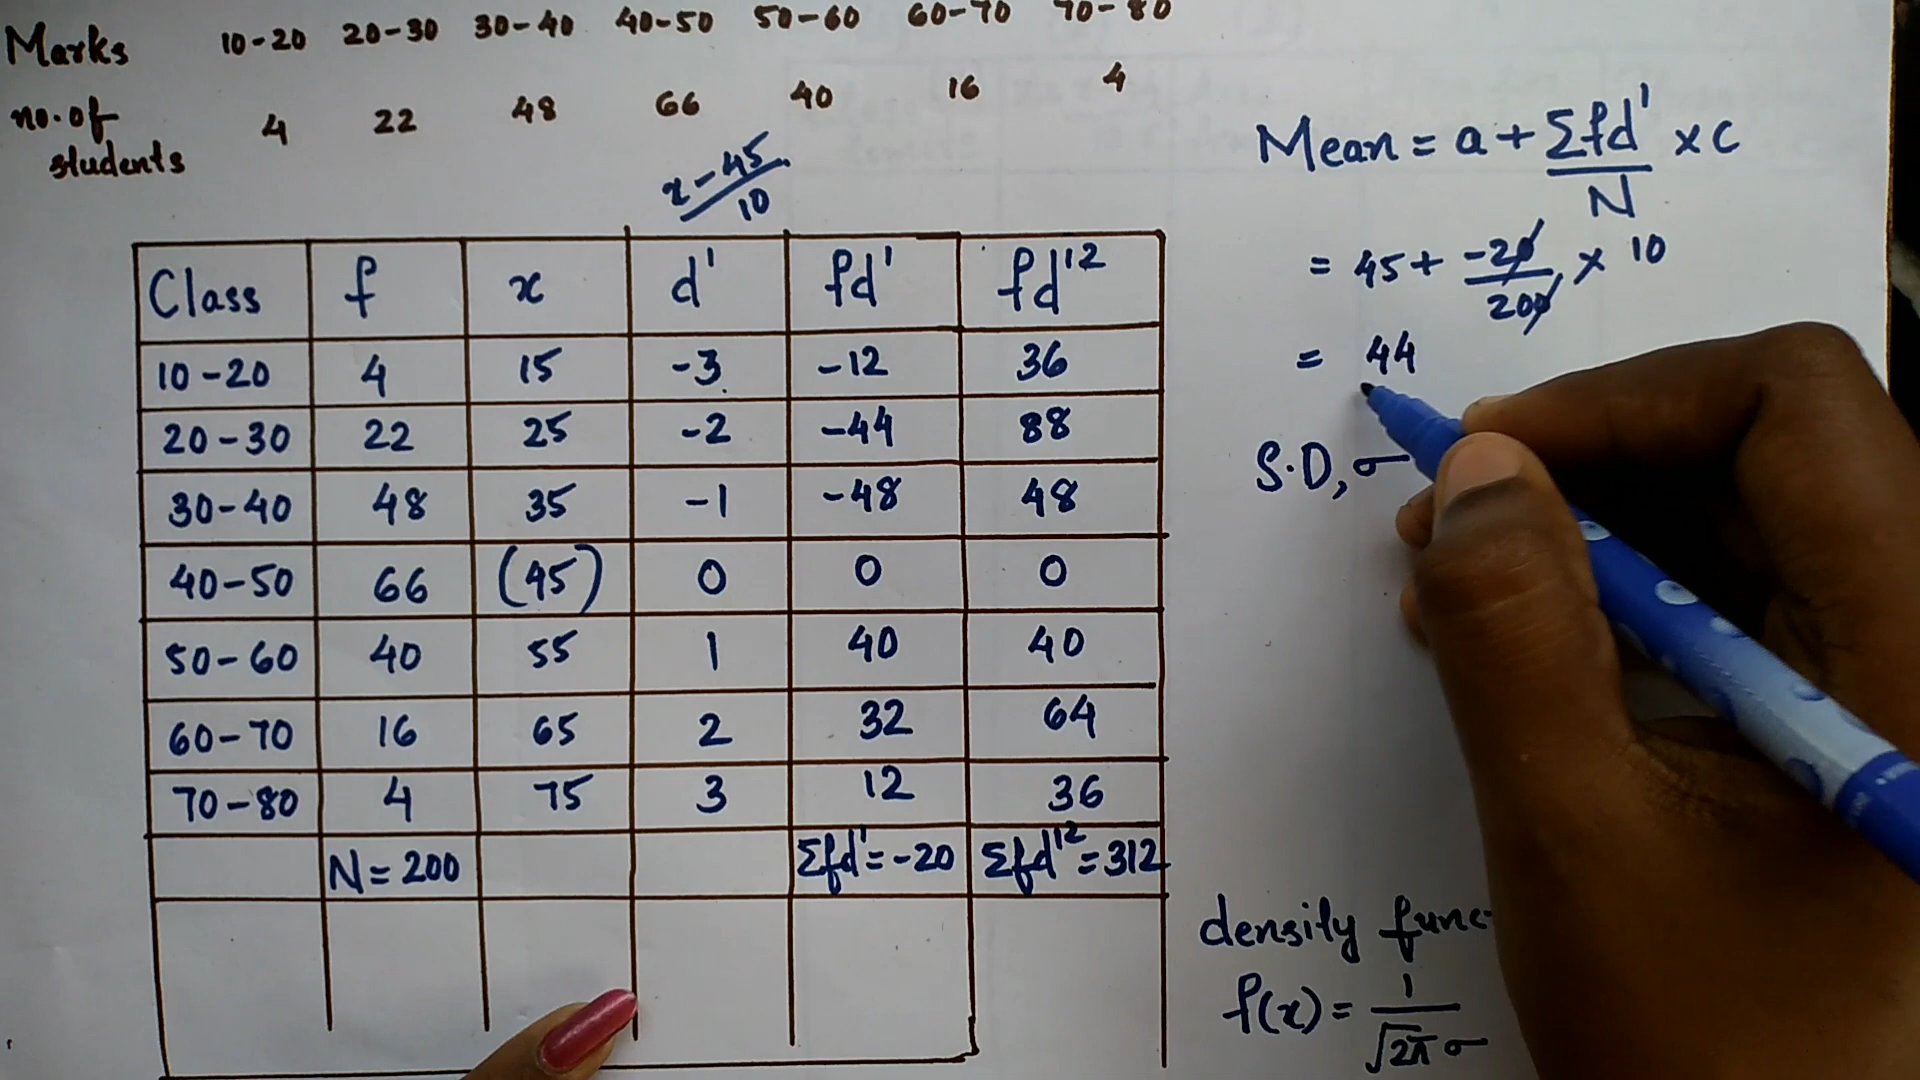 Marks 10-20 20-30 30-40 40-50 50-60 60-70 70-80
no. of students 4 22 48 66 40 16 4
x-45/10
Class f x d' fd' fd'²
10-20 4 15 -3 -12 36
20-30 22 25 -2 -44 88
30-40 48 35 -1 -48 48
40-50 66 (45) 0 0 0
50-60 40 55 1 40 40
60-70 16 65 2 32 64
70-80 4 75 3 12 36
N=200 Σfd'=-20 Σfd'²=312
Mean = a + Σfd'/N × c
= 45 + -20/200 × 10
= 44
S.D, σ
density func
f(x) = 1/√2π σ